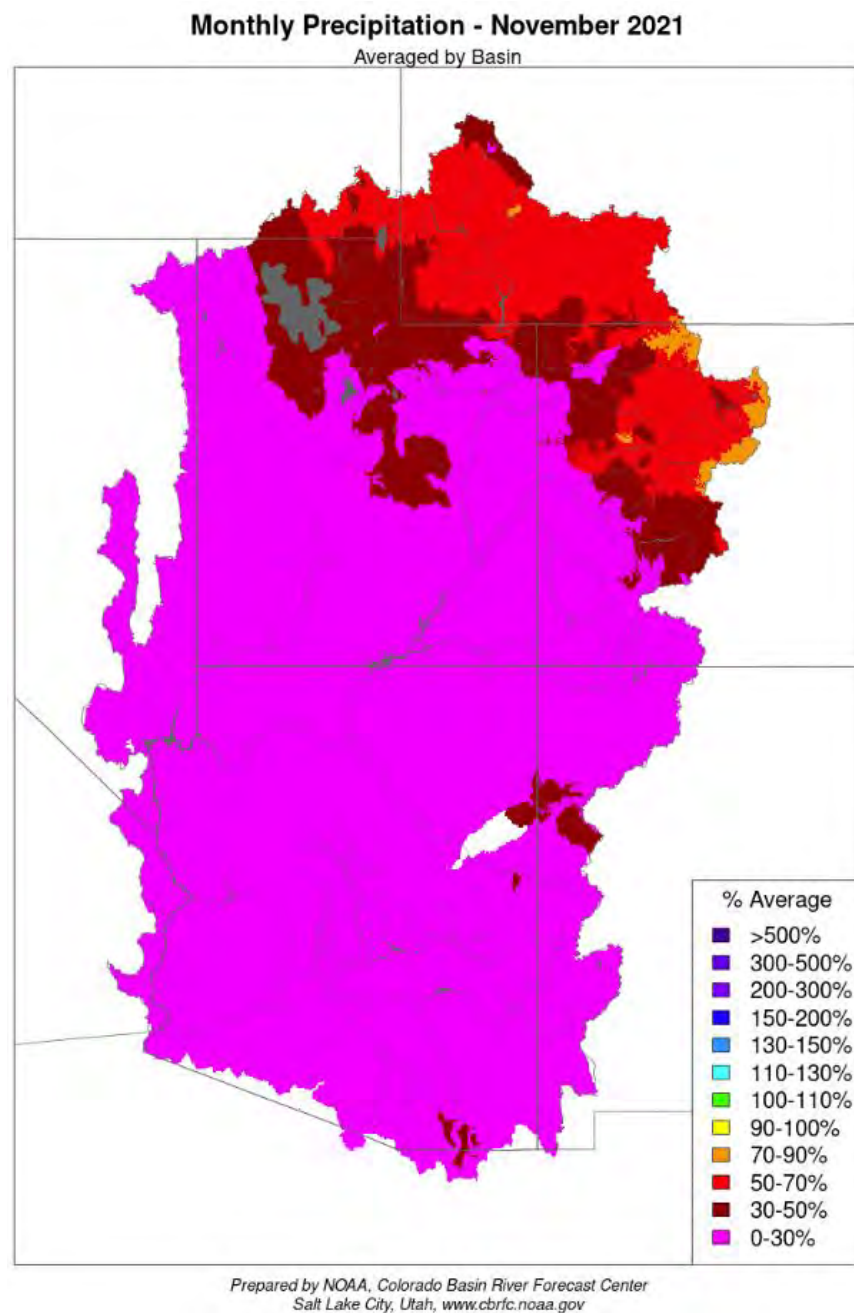 Monthly Precipitation - November 2021
Averaged by Basin
% Average
>500%
300-500%
200-300%
150-200%
130-150%
110-130%
100-110%
90-100%
70-90%
50-70%
30-50%
0-30%
Prepared by NOAA, Colorado Basin River Forecast Center
Salt Lake City, Utah, www.cbrfc.noaa.gov